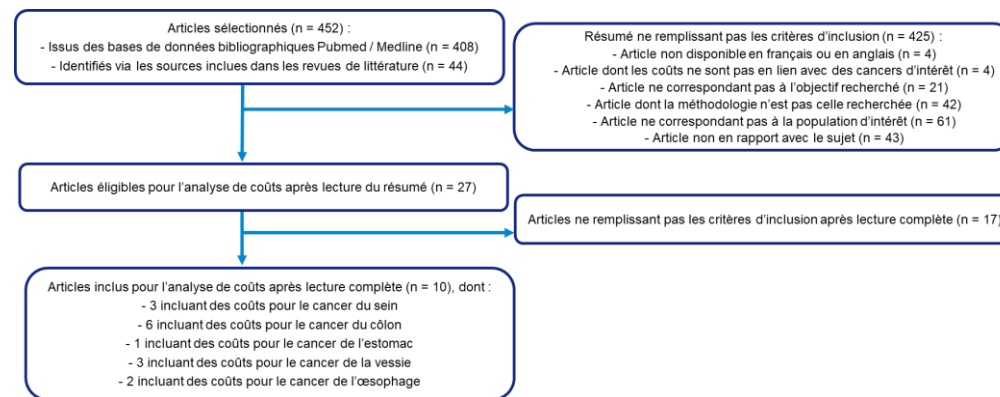 Articles sélectionnés (n = 452) :
- Issus des bases de données bibliographiques Pubmed / Medline (n = 408)
- Identifiés via les sources inclues dans les revues de littérature (n = 44)
Résumé ne remplissant pas les critères d'inclusion (n = 425) :
- Article non disponible en français ou en anglais (n = 4)
- Article dont les coûts ne sont pas en lien avec des cancers d'intérêt (n = 4)
- Article ne correspondant pas à l'objectif recherché (n = 21)
- Article dont la méthodologie n'est pas celle recherchée (n = 42)
- Article ne correspondant pas à la population d'intérêt (n = 61)
- Article non en rapport avec le sujet (n = 43)
Articles éligibles pour l'analyse de coûts après lecture du résumé (n = 27)
Articles ne remplissant pas les critères d'inclusion après lecture complète (n = 17)
Articles inclus pour l'analyse de coûts après lecture complète (n = 10), dont :
- 3 incluant des coûts pour le cancer du sein
- 6 incluant des coûts pour le cancer du côlon
- 1 incluant des coûts pour le cancer de l'estomac
- 3 incluant des coûts pour le cancer de la vessie
- 2 incluant des coûts pour le cancer de l'œsophage